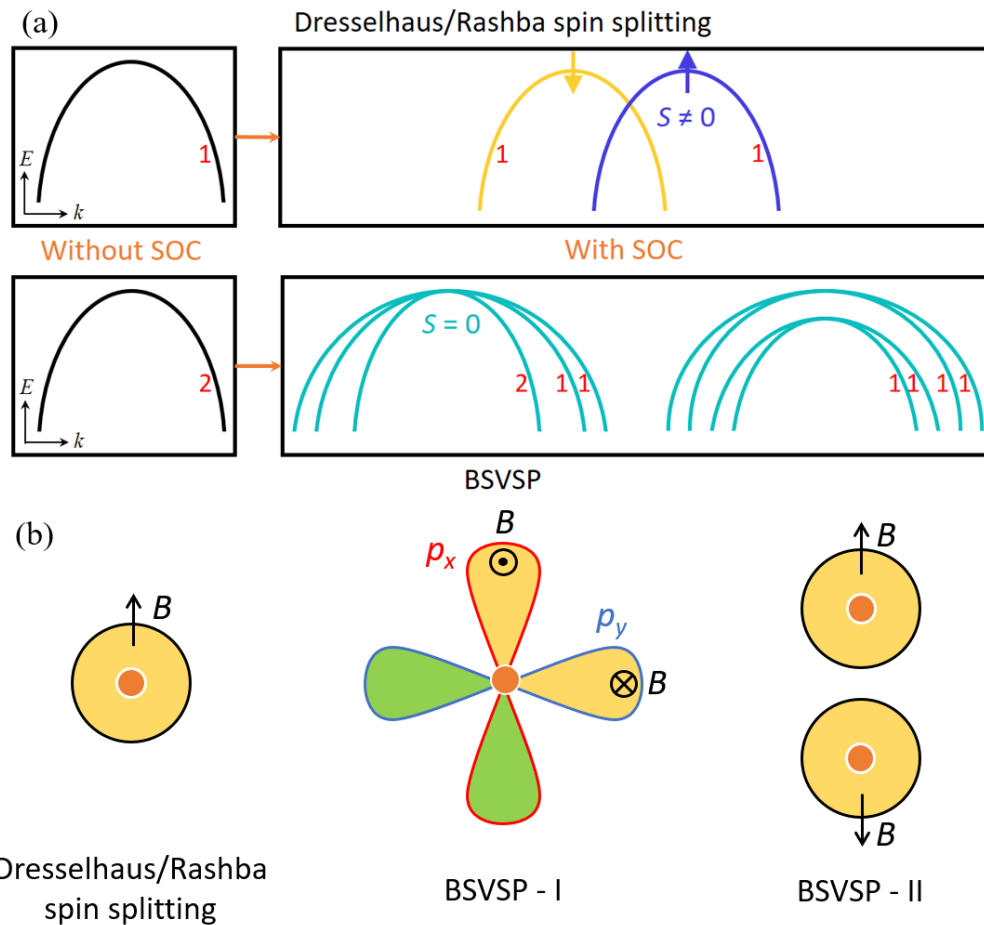 (a)
Dresselhaus/Rashba spin splitting
S ≠ 0
1
1
1
E
k
Without SOC
With SOC
S = 0
2
2
1
1
1
1
1
1
E
k
BSVSP
(b)
B
p_x
B
p_y
B
B
B
Dresselhaus/Rashba
spin splitting
BSVSP - I
BSVSP - II